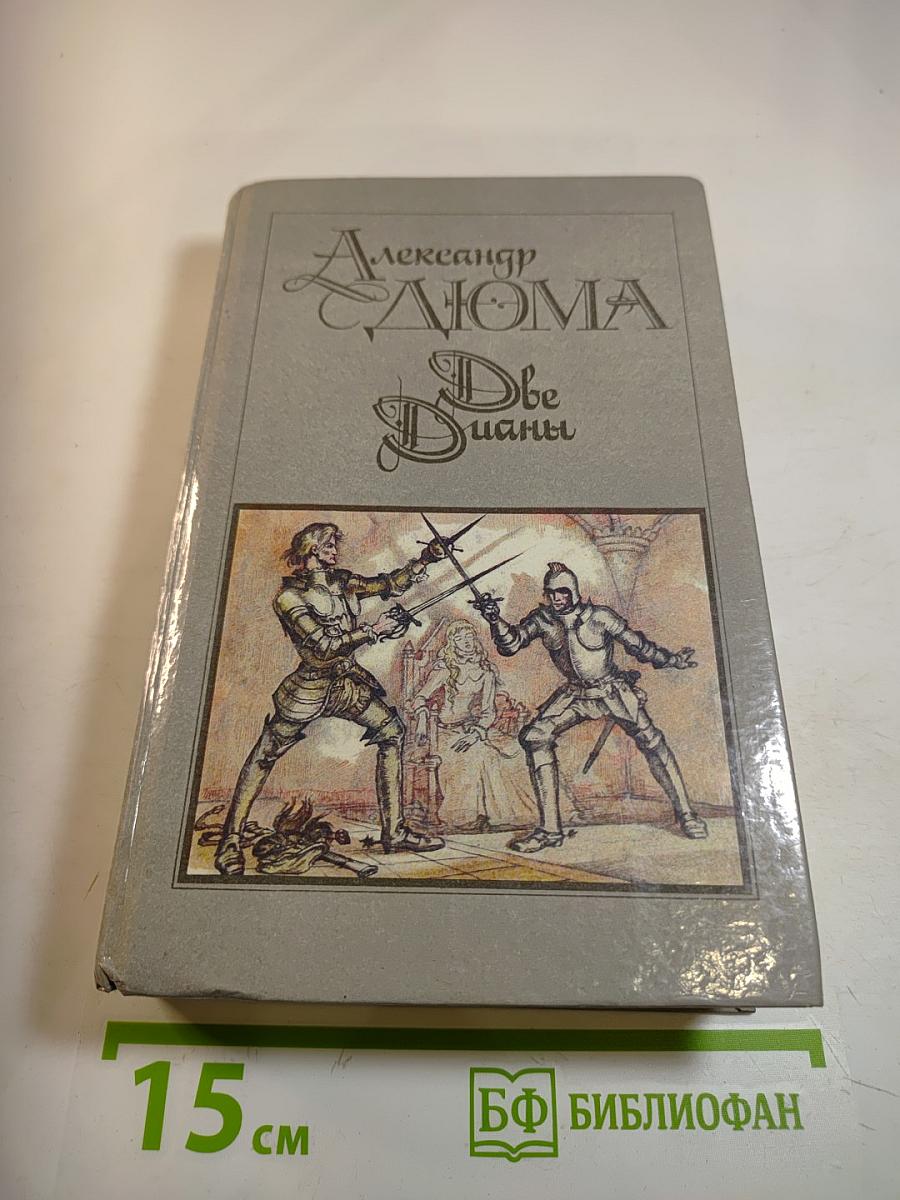 Александр
ДЮМА
Две
Дианы
15 см
БФ БИБЛИОФАН